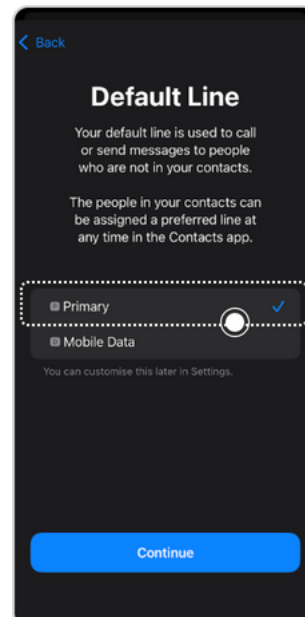 Back
Default Line
Your default line is used to call
or send messages to people
who are not in your contacts.
The people in your contacts can
be assigned a preferred line at
any time in the Contacts app.
Primary
Mobile Data
You can customise this later in Settings.
Continue